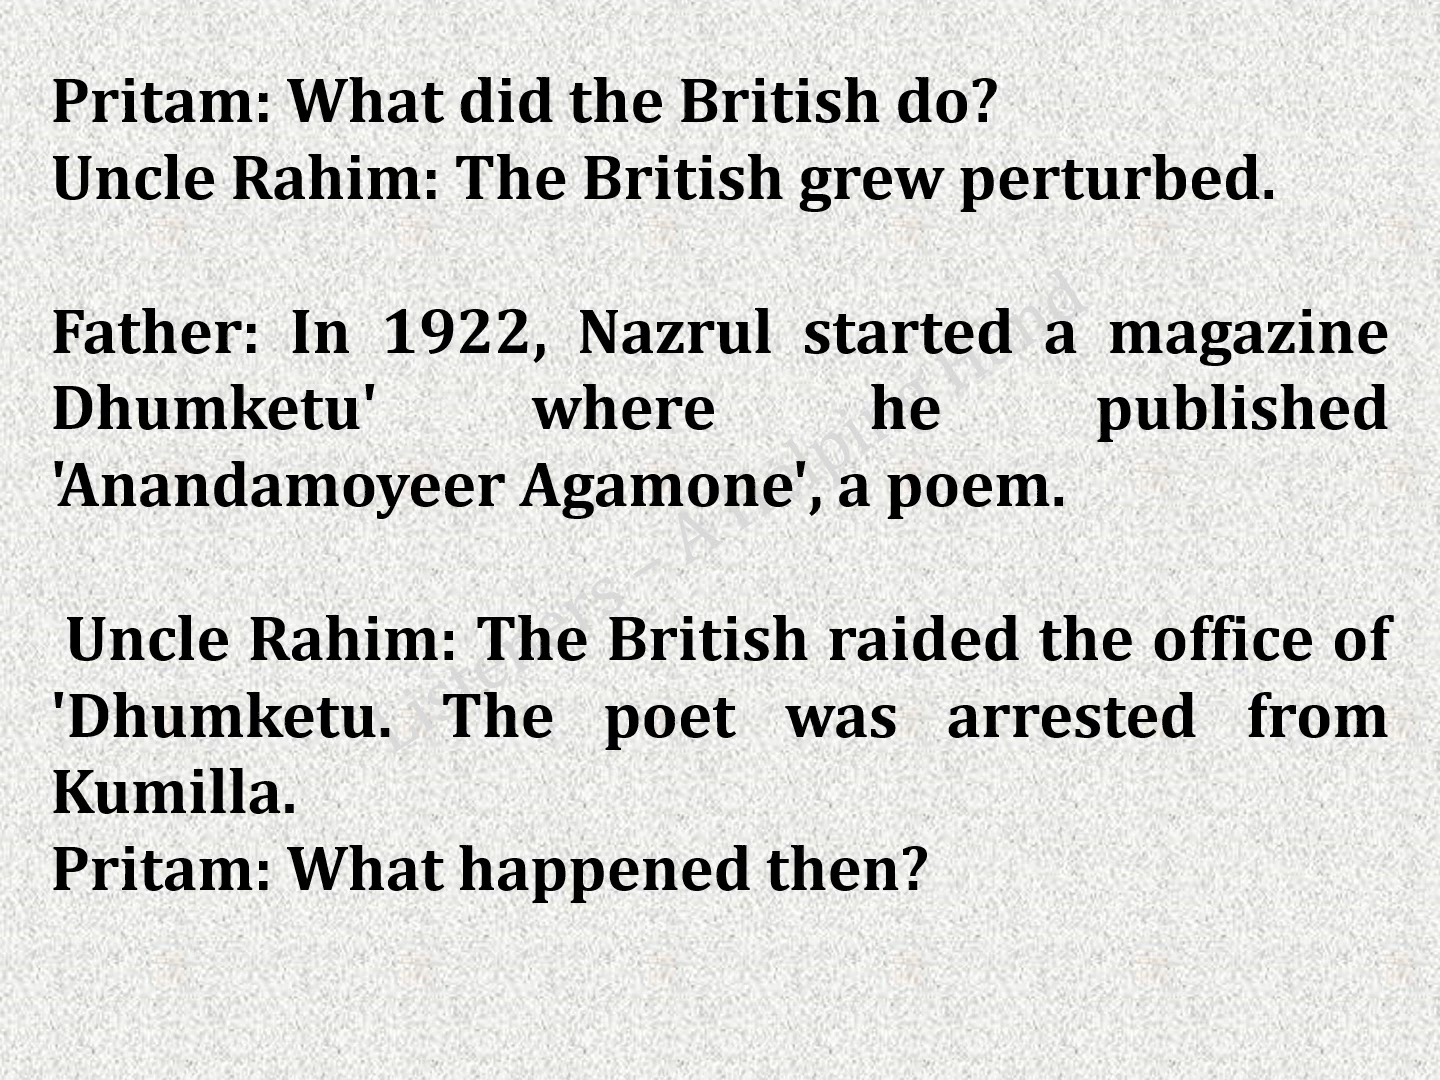 Pritam: What did the British do?
Uncle Rahim: The British grew perturbed.
Father: In 1922, Nazrul started a magazine
Dhumketu' where he published
'Anandamoyeer Agamone', a poem.
Uncle Rahim: The British raided the office of
'Dhumketu. The poet was arrested from
Kumilla.
Pritam: What happened then?